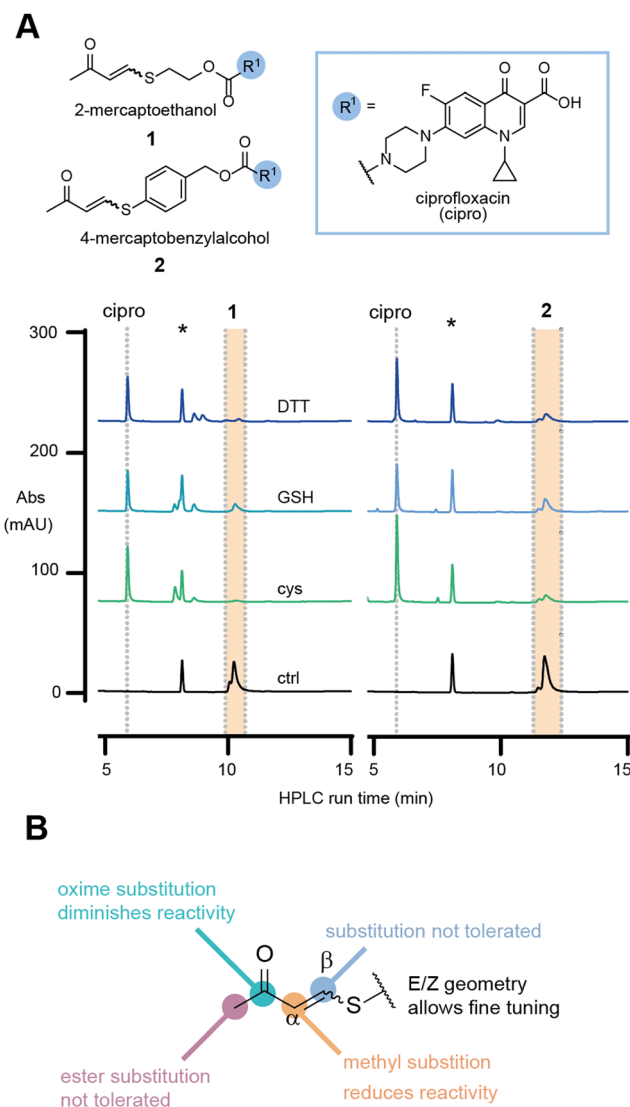 A
O
S
O
O
R1
2-mercaptoethanol
1
O
S
O
O
R1
4-mercaptobenzylalcohol
2
R1 =
F
O
O
OH
N
N
N
ciprofloxacin
(cipro)
cipro
*
1
cipro
*
2
300
200
100
0
Abs
(mAU)
DTT
GSH
cys
ctrl
5
10
15
5
10
15
HPLC run time (min)
B
oxime substitution
diminishes reactivity
substitution not tolerated
O
β
α
S
E/Z geometry
allows fine tuning
ester substitution
not tolerated
methyl substition
reduces reactivity